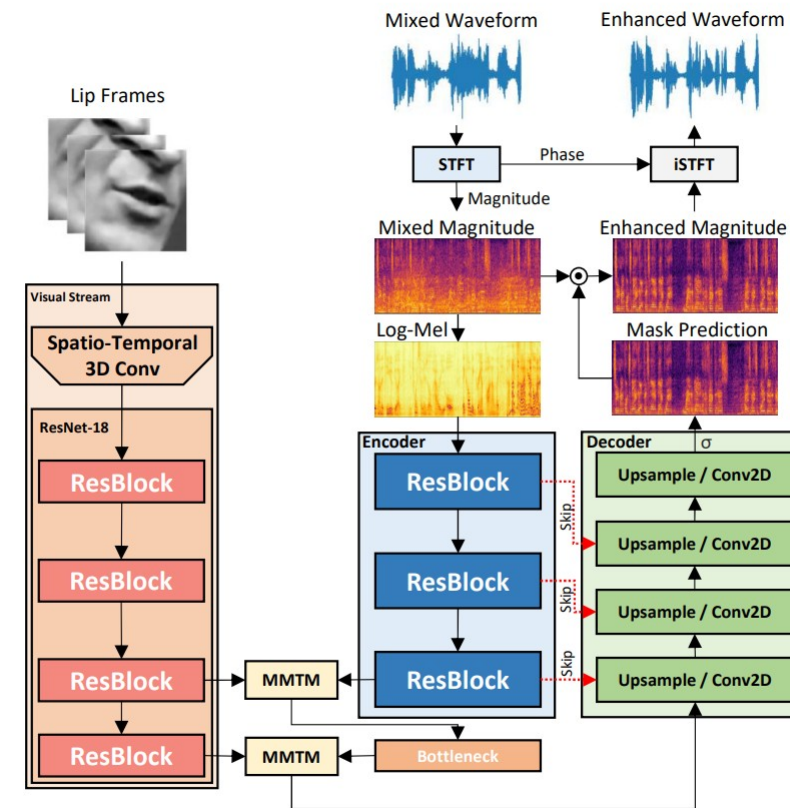 Mixed Waveform
Enhanced Waveform
Lip Frames
STFT
Phase
iSTFT
Magnitude
Mixed Magnitude
Enhanced Magnitude
Visual Stream
Log-Mel
Mask Prediction
Spatio-Temporal
3D Conv
ResNet-18
Encoder
Decoder
σ
ResBlock
ResBlock
Skip
Upsample / Conv2D
ResBlock
ResBlock
Skip
Upsample / Conv2D
Upsample / Conv2D
ResBlock
MMTM
ResBlock
Skip
Upsample / Conv2D
ResBlock
MMTM
Bottleneck